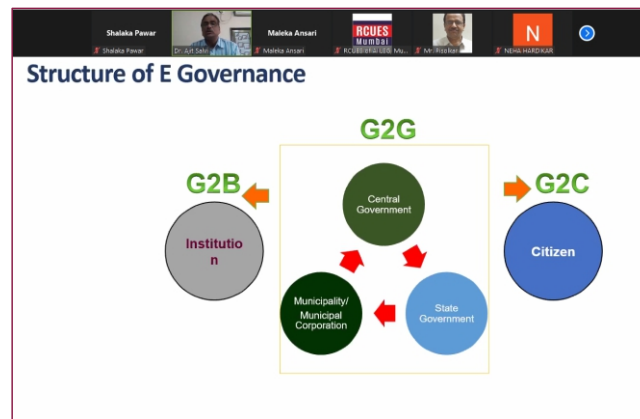 Shalaka Pawar
Maleka Ansari
RCUES
Mumbai
N
Shalaka Pawar
Dr. Ajit Salvi
Maleka Ansari
NEHA HARDIKAR
Structure of E Governance
G2G
G2B
G2C
Central
Government
Institutio
n
Citizen
Municipality/
Municipal
Corporation
State
Government